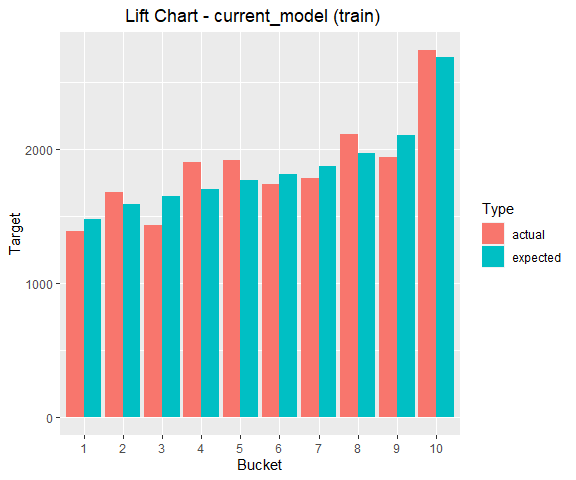 Lift Chart - current_model (train)
Target
2000
1000
0
1 2 3 4 5 6 7 8 9 10
Bucket
Type
actual
expected